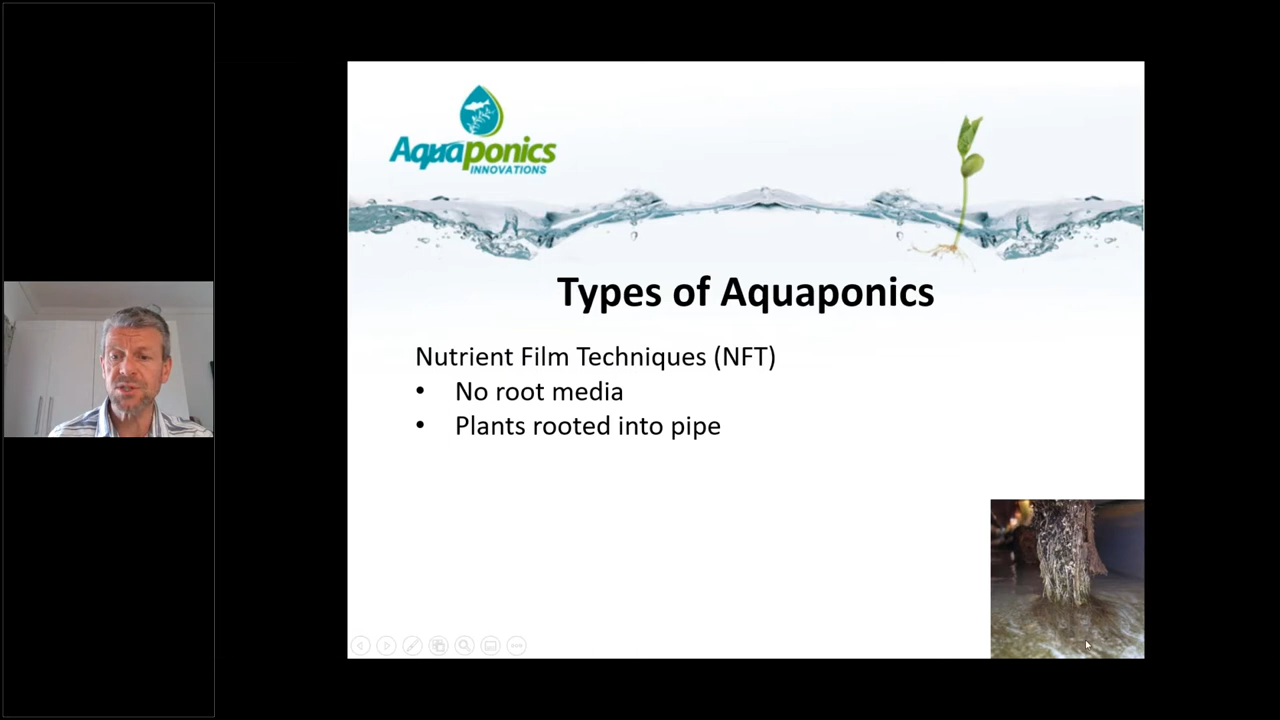 Aquaponics
INNOVATIONS
Types of Aquaponics
Nutrient Film Techniques (NFT)
• No root media
• Plants rooted into pipe